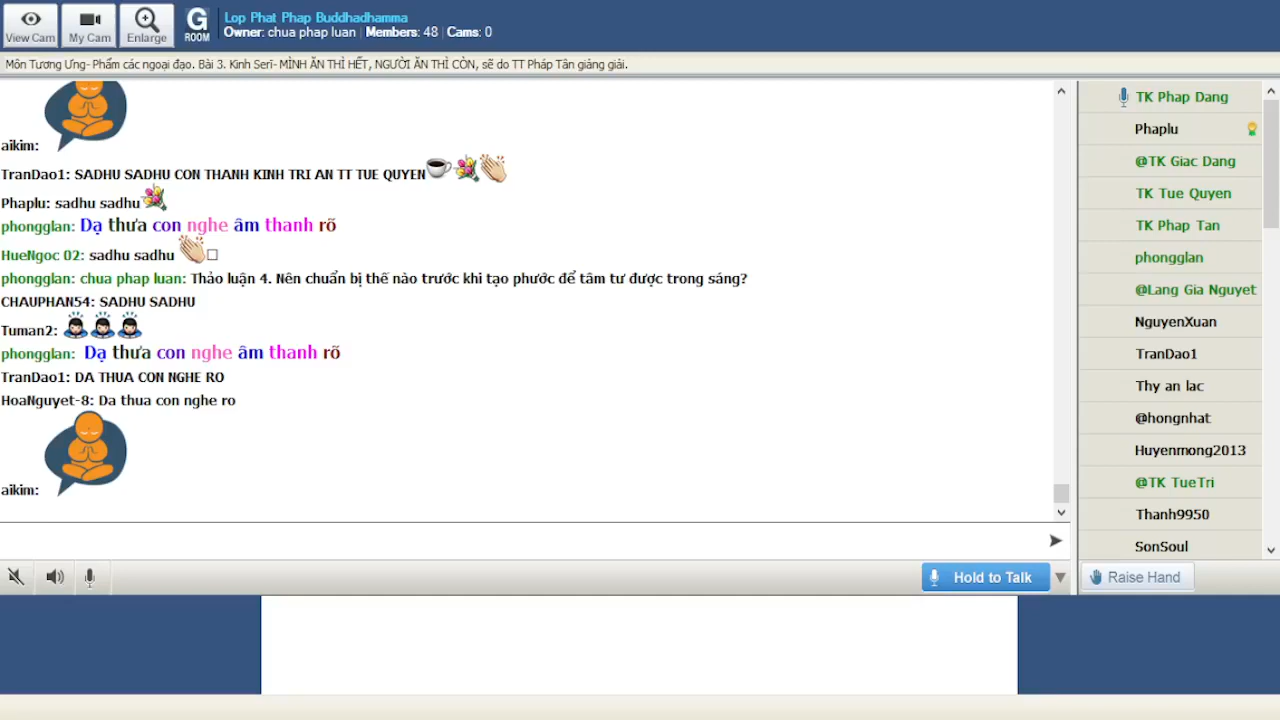 View Cam
My Cam
Enlarge
G
ROOM
Lop Phat Phap Buddhadhamma
Owner: chua phap luan | Members: 48 | Cams: 0
Môn Tương Ưng- Phẩm các ngoại đạo. Bài 3. Kinh Serī- MÌNH ĂN THÌ HẾT, NGƯỜI ĂN THÌ CÒN, sẽ do TT Pháp Tân giảng giải.
aikim:
TranDao1: SADHU SADHU CON THANH KINH TRI AN TT TUE QUYEN
Phaplu: sadhu sadhu
phongglan: Dạ thưa con nghe âm thanh rõ
HueNgoc 02: sadhu sadhu
phongglan: chua phap luan: Thảo luận 4. Nên chuẩn bị thế nào trước khi tạo phước để tâm tư được trong sáng?
CHAUPHAN54: SADHU SADHU
Tuman2:
phongglan: Dạ thưa con nghe âm thanh rõ
TranDao1: DA THUA CON NGHE RO
HoaNguyet-8: Da thua con nghe ro
aikim:
TK Phap Dang
Phaplu
@TK Giac Dang
TK Tue Quyen
TK Phap Tan
phongglan
@Lang Gia Nguyet
NguyenXuan
TranDao1
Thy an lac
@hongnhat
Huyenmong2013
@TK TueTri
Thanh9950
SonSoul
Hold to Talk
Raise Hand